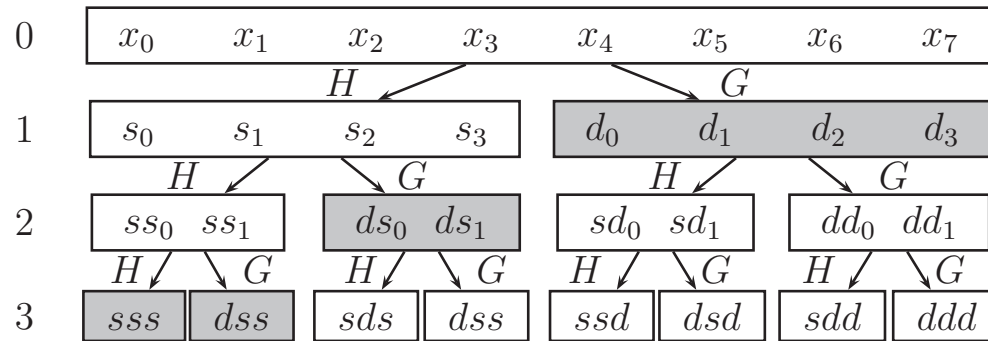 0 x₀ x₁ x₂ x₃ x₄ x₅ x₆ x₇
H G
1 s₀ s₁ s₂ s₃ d₀ d₁ d₂ d₃
H G H G
2 ss₀ ss₁ ds₀ ds₁ sd₀ sd₁ dd₀ dd₁
H G H G H G H G
3 sss dss sds dss ssd dsd sdd ddd